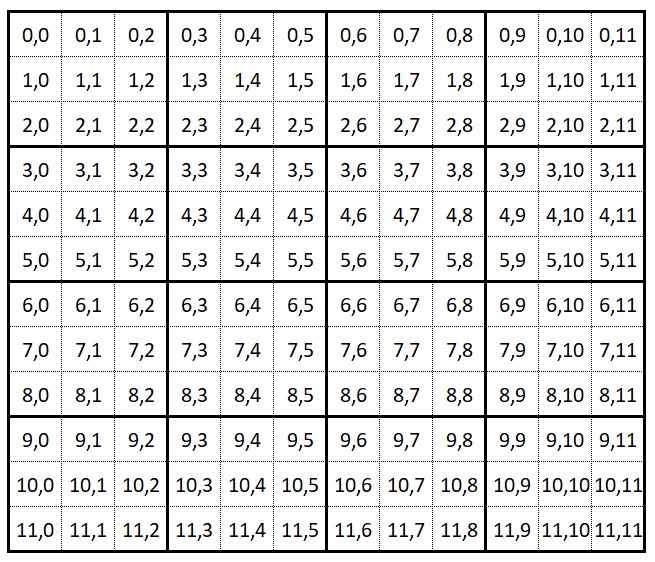 0,0 0,1 0,2 0,3 0,4 0,5 0,6 0,7 0,8 0,9 0,10 0,11
1,0 1,1 1,2 1,3 1,4 1,5 1,6 1,7 1,8 1,9 1,10 1,11
2,0 2,1 2,2 2,3 2,4 2,5 2,6 2,7 2,8 2,9 2,10 2,11
3,0 3,1 3,2 3,3 3,4 3,5 3,6 3,7 3,8 3,9 3,10 3,11
4,0 4,1 4,2 4,3 4,4 4,5 4,6 4,7 4,8 4,9 4,10 4,11
5,0 5,1 5,2 5,3 5,4 5,5 5,6 5,7 5,8 5,9 5,10 5,11
6,0 6,1 6,2 6,3 6,4 6,5 6,6 6,7 6,8 6,9 6,10 6,11
7,0 7,1 7,2 7,3 7,4 7,5 7,6 7,7 7,8 7,9 7,10 7,11
8,0 8,1 8,2 8,3 8,4 8,5 8,6 8,7 8,8 8,9 8,10 8,11
9,0 9,1 9,2 9,3 9,4 9,5 9,6 9,7 9,8 9,9 9,10 9,11
10,0 10,1 10,2 10,3 10,4 10,5 10,6 10,7 10,8 10,9 10,10 10,11
11,0 11,1 11,2 11,3 11,4 11,5 11,6 11,7 11,8 11,9 11,10 11,11